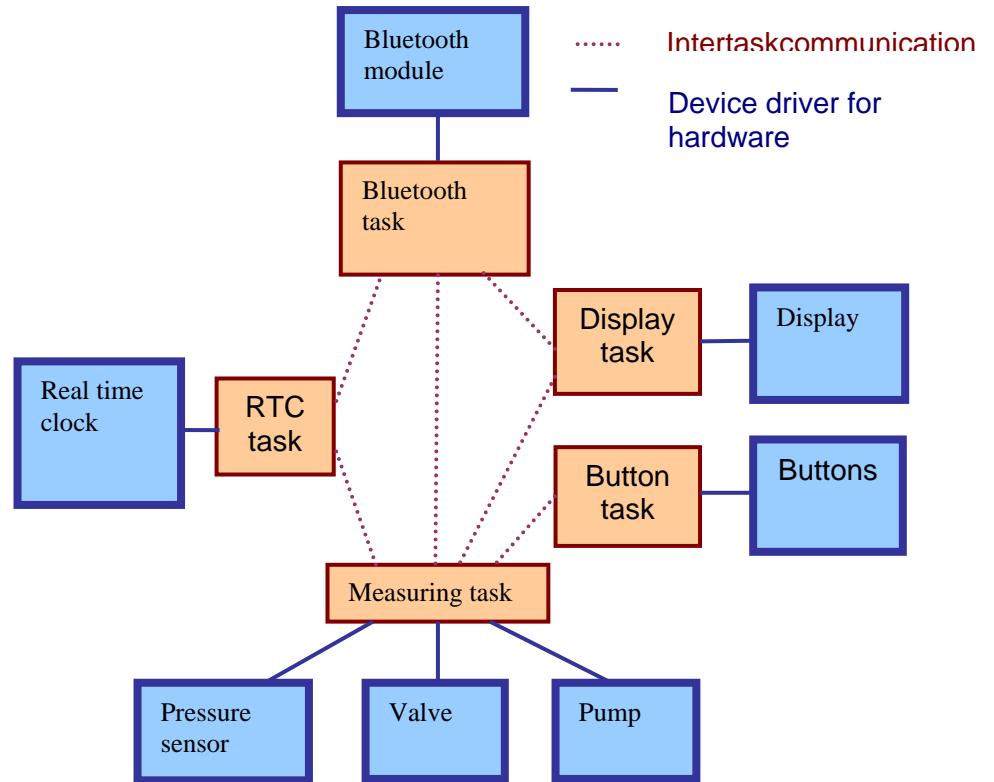 Bluetooth
module
Intertaskcommunication
Device driver for
hardware
Bluetooth
task
Display
task
Display
Real time
clock
RTC
task
Button
task
Buttons
Measuring task
Pressure
sensor
Valve
Pump